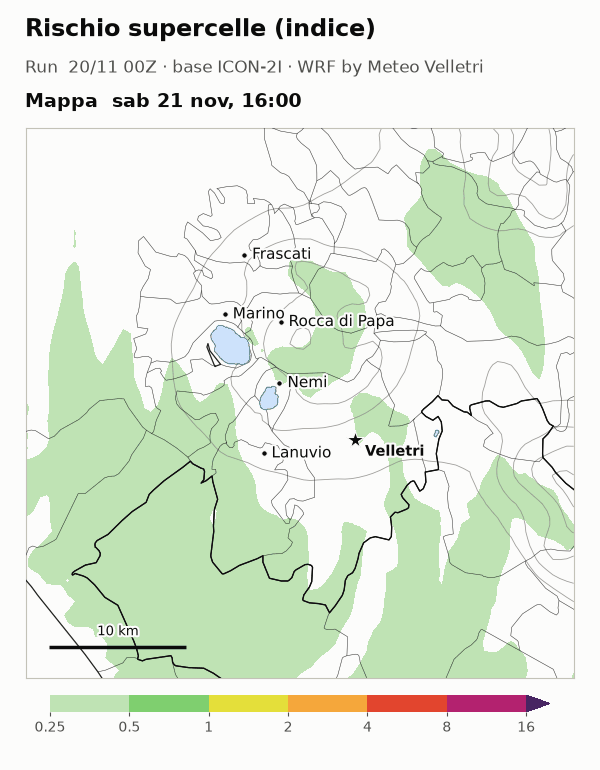 Rischio supercelle (indice)
Run  20/11 00Z · base ICON-2I · WRF by Meteo Velletri
Mappa  sab 21 nov, 16:00
Frascati
Marino
Rocca di Papa
Nemi
Velletri
Lanuvio
10 km
0.25 0.5 1 2 4 8 16